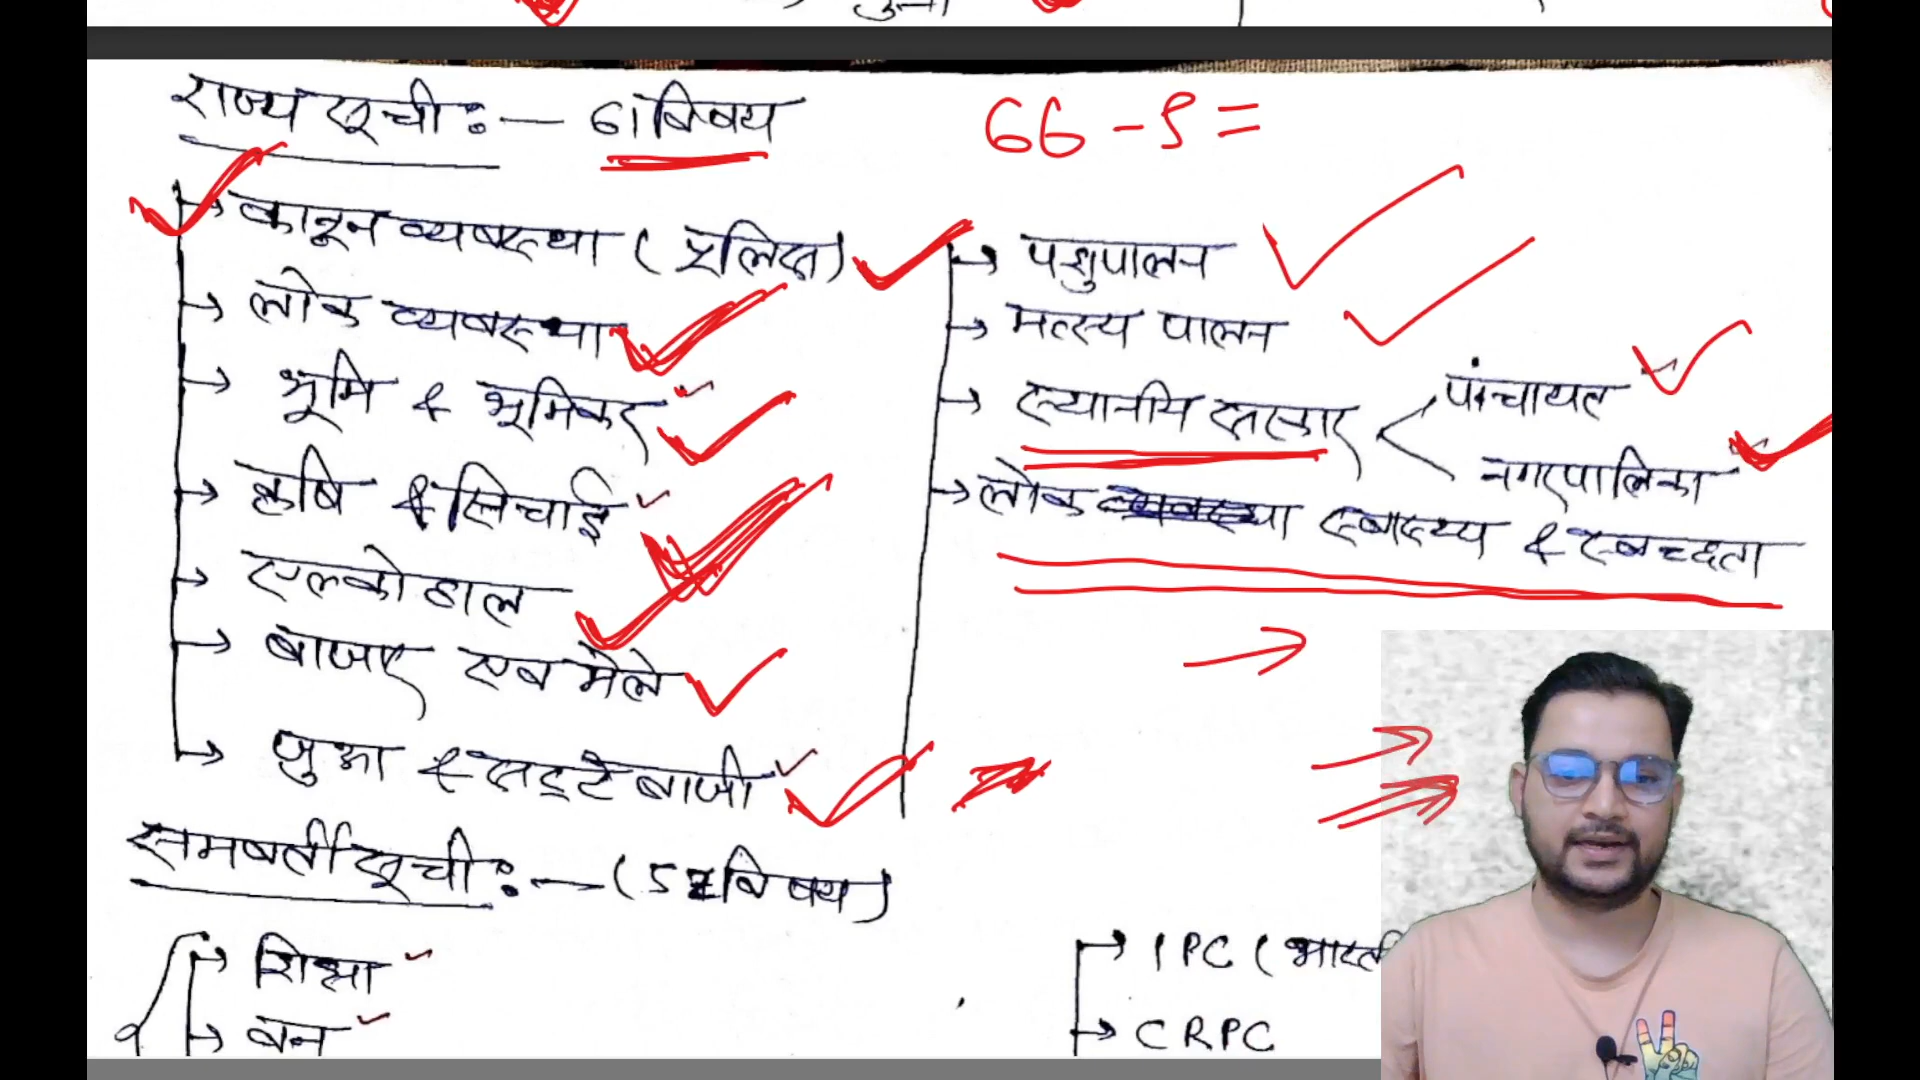 राज्य सूची :— 61 विषय
66 - 5 =
कानून व्यवस्था ( पुलिस )
लोक व्यवस्था
भूमि & भूमिकर
कृषि & सिंचाई
एल्कोहाल
बाजार एव मेले
जुआ & सट्टे बाजी
पशुपालन
मत्स्य पालन
स्थानीय सरकार
पंचायत
नगरपालिका
लोक स्वास्थ्य & स्वच्छता
समवर्ती सूची :— (52 विषय)
शिक्षा
वन
IPC (
CRPC